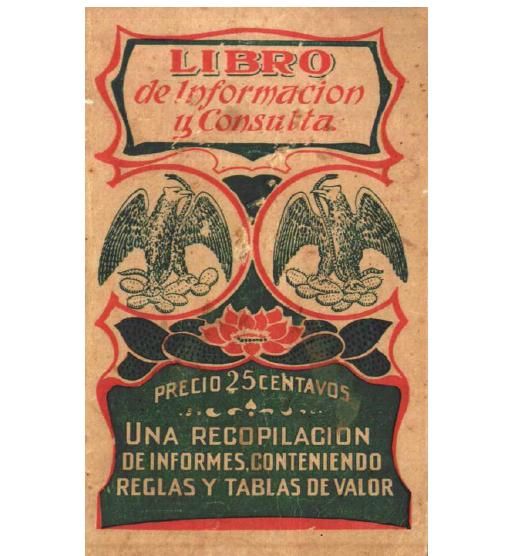 LIBRO
de Informacion
y Consulta
PRECIO 25 CENTAVOS
UNA RECOPILACION
DE INFORMES, CONTENIENDO
REGLAS Y TABLAS DE VALOR